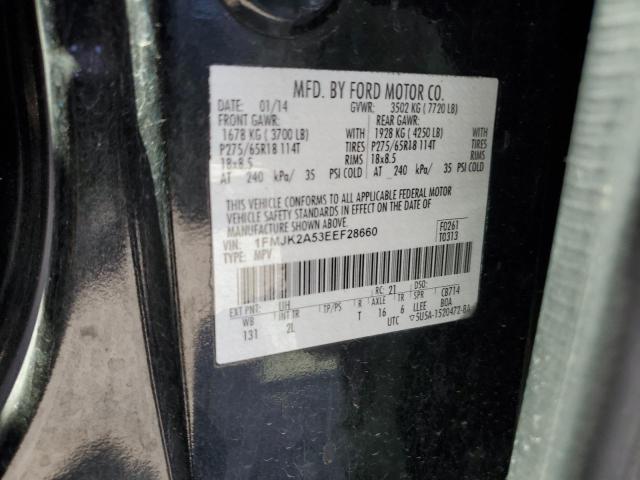 MFD. BY FORD MOTOR CO.
DATE: 01/14 GVWR: 3502 KG (7720 LB)
FRONT GAWR: REAR GAWR:
1678 KG (3700 LB) WITH 1928 KG (4250 LB) WITH
P275/65R18 114T TIRES P275/65R18 114T TIRES
18x8.5 RIMS 18x8.5 RIMS
AT 240 kPa/ 35 PSI COLD AT 240 kPa/ 35 PSI COLD
THIS VEHICLE CONFORMS TO ALL APPLICABLE FEDERAL MOTOR
VEHICLE SAFETY STANDARDS IN EFFECT ON THE DATE OF
MANUFACTURE SHOWN ABOVE.
VIN: 1FMJK2A53EEF28660 F0261
TYPE: MPV T0313
EXT PNT: UH RC: 21 DSO:
WB INT TR TP/PS R AXLE TR SPR CB714
131 2L T 16 6 LLEE BOA
UTC ▽5USA-1520472-BA